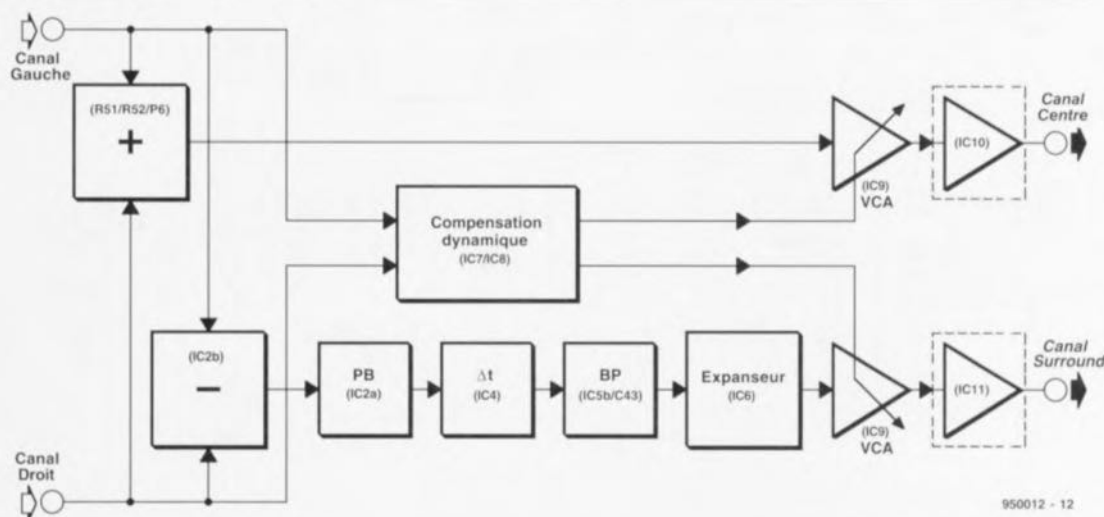 Canal
Gauche
(R51/R52/P6)
+
(IC9)
VCA
(IC10)
Canal
Centre
Compensation
dynamique
(IC7/IC8)
(IC2b)
−
PB
(IC2a)
Δt
(IC4)
BP
(IC5b/C43)
Expanseur
(IC6)
(IC9)
VCA
(IC11)
Canal
Surround
Canal
Droit
950012 - 12